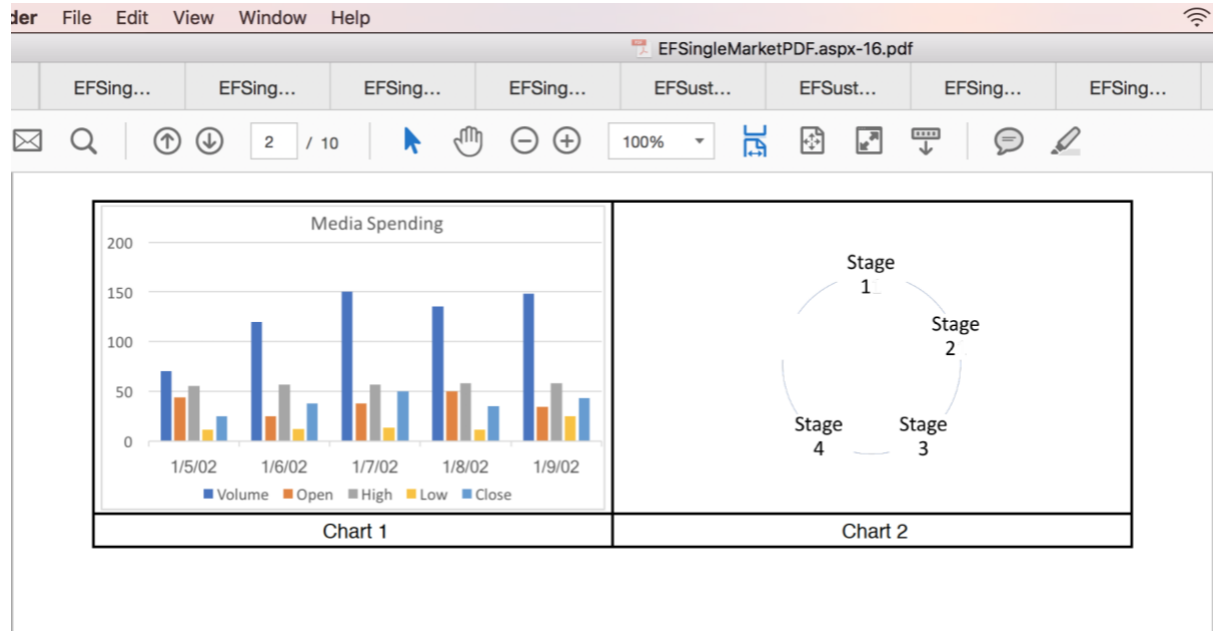 der File Edit View Window Help
EFSingleMarketPDF.aspx-16.pdf
EFSing... EFSing... EFSing... EFSing... EFSust... EFSust... EFSing... EFSing...
2 / 10 100%
Media Spending
200
150
100
50
0
1/5/02 1/6/02 1/7/02 1/8/02 1/9/02
Volume Open High Low Close
Chart 1
Stage
1
Stage
2
Stage
3
Stage
4
Chart 2